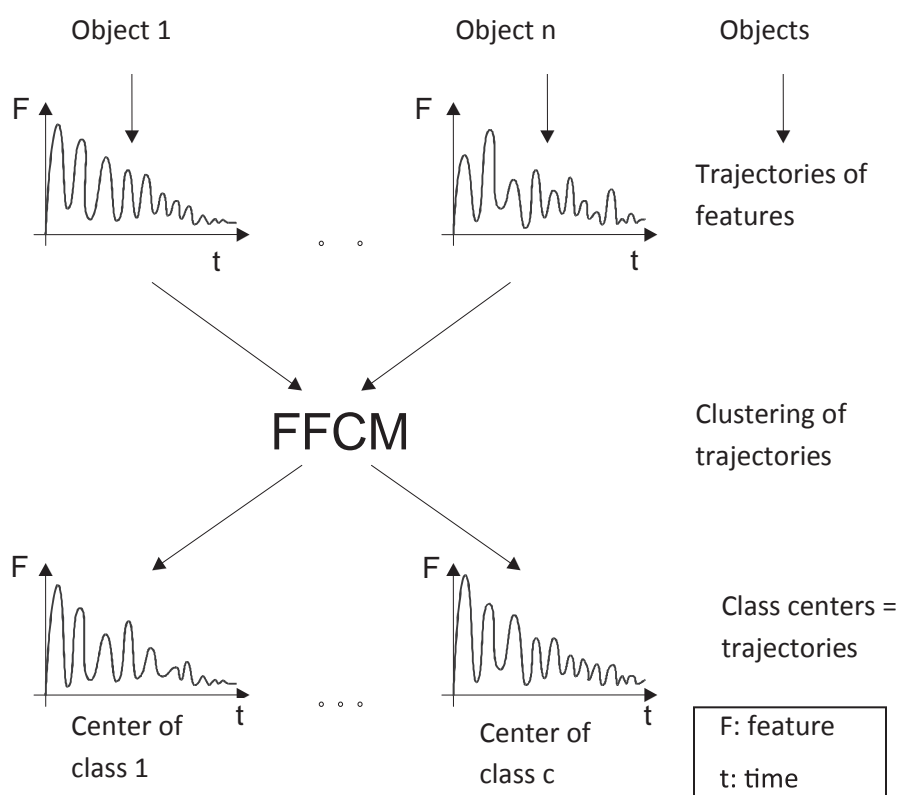 Object 1
Object n
Objects
F
F
Trajectories of
features
t
t
FFCM
Clustering of
trajectories
F
F
Class centers =
trajectories
t
t
Center of
class 1
Center of
class c
F: feature
t: time